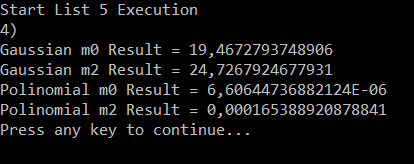 Start List 5 Execution
4)
Gaussian m0 Result = 19,4672793748906
Gaussian m2 Result = 24,7267924677931
Polinomial m0 Result = 6,60644736882124E-06
Polinomial m2 Result = 0,000165388920878841
Press any key to continue...